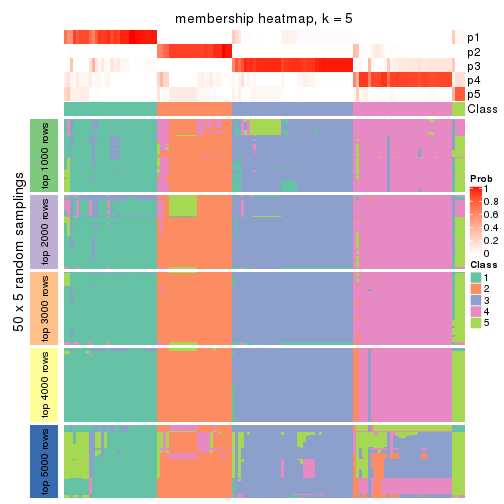 membership heatmap, k = 5
p1
p2
p3
p4
p5
Class
50 x 5 random samplings
top 1000 rows
top 2000 rows
top 3000 rows
top 4000 rows
top 5000 rows
Prob
1
0.8
0.6
0.4
0.2
0
Class
1
2
3
4
5